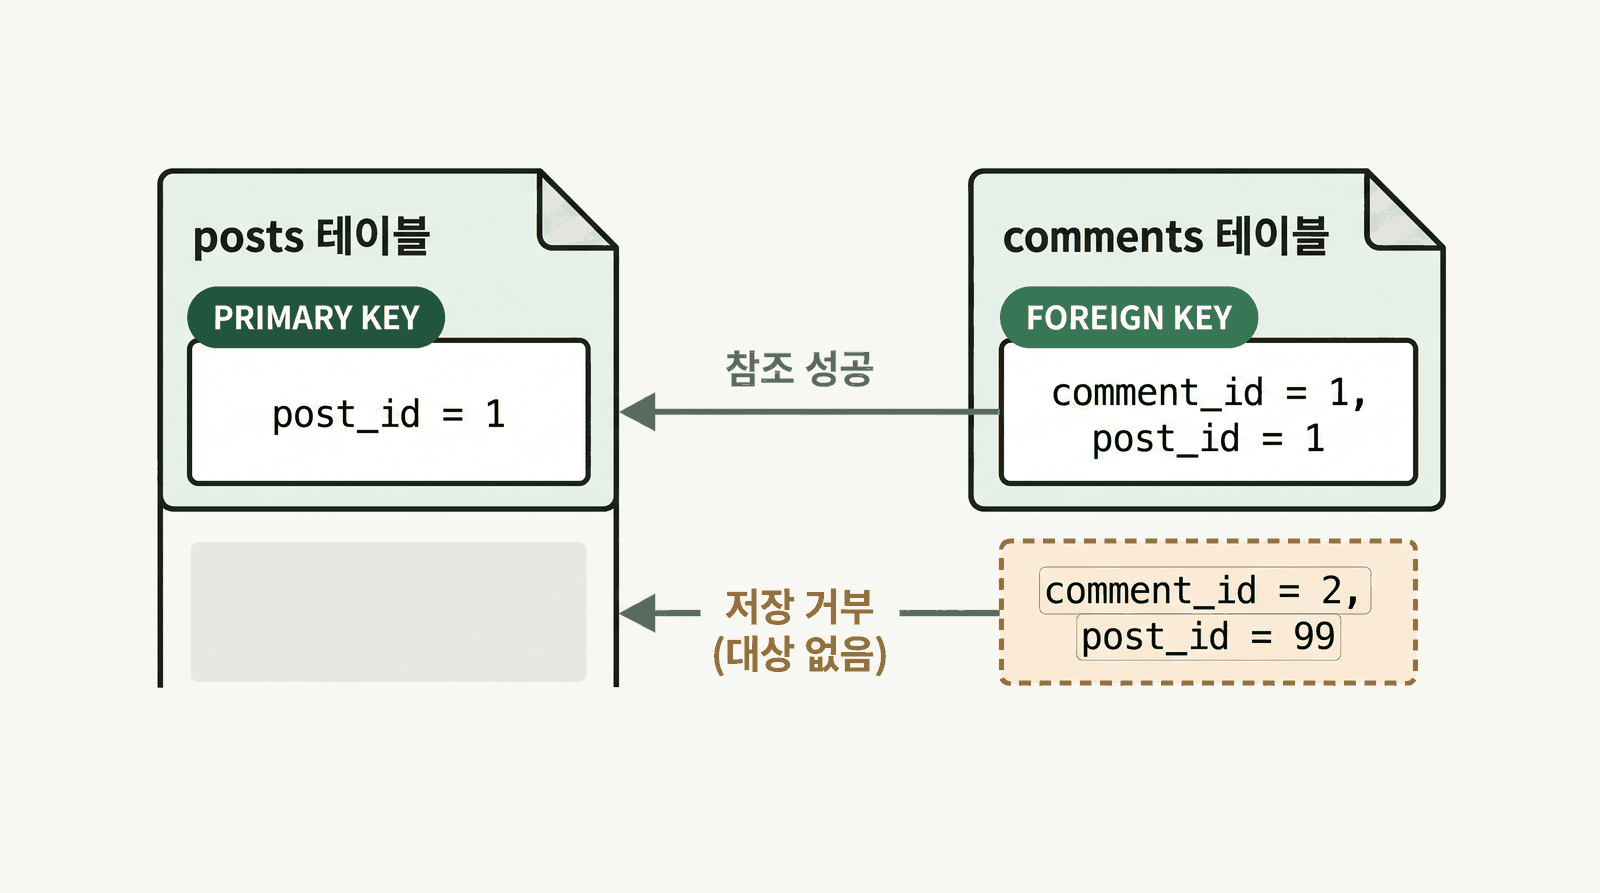 posts 테이블
PRIMARY KEY
post_id = 1
참조 성공
comments 테이블
FOREIGN KEY
comment_id = 1,
post_id = 1
저장 거부
(대상 없음)
comment_id = 2,
post_id = 99